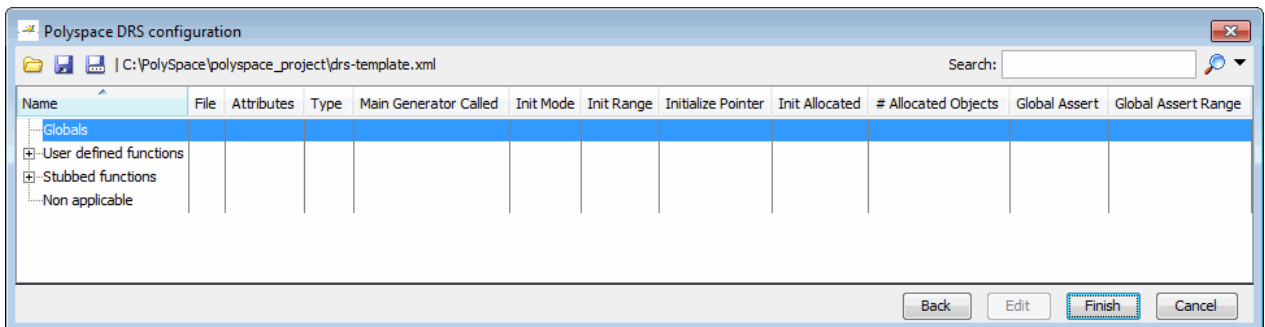 Polyspace DRS configuration
| C:\PolySpace\polyspace_project\drs-template.xml Search:
Name File Attributes Type Main Generator Called Init Mode Init Range Initialize Pointer Init Allocated # Allocated Objects Global Assert Global Assert Range
Globals
User defined functions
Stubbed functions
Non applicable
Back Edit Finish Cancel